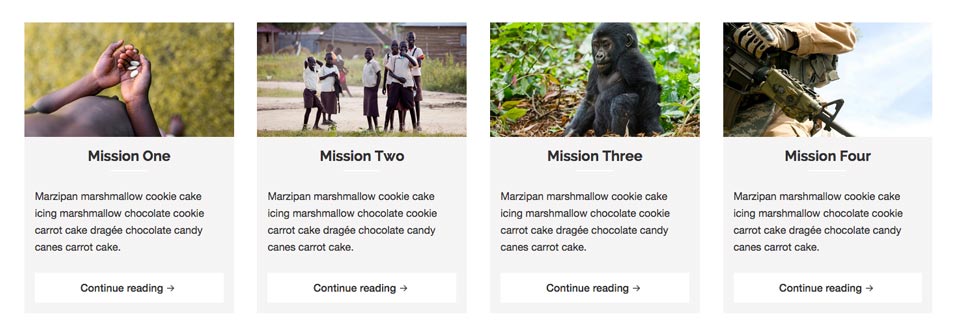 Mission One
Marzipan marshmallow cookie cake
icing marshmallow chocolate cookie
carrot cake dragée chocolate candy
canes carrot cake.
Continue reading →
Mission Two
Marzipan marshmallow cookie cake
icing marshmallow chocolate cookie
carrot cake dragée chocolate candy
canes carrot cake.
Continue reading →
Mission Three
Marzipan marshmallow cookie cake
icing marshmallow chocolate cookie
carrot cake dragée chocolate candy
canes carrot cake.
Continue reading →
Mission Four
Marzipan marshmallow cookie cake
icing marshmallow chocolate cookie
carrot cake dragée chocolate candy
canes carrot cake.
Continue reading →